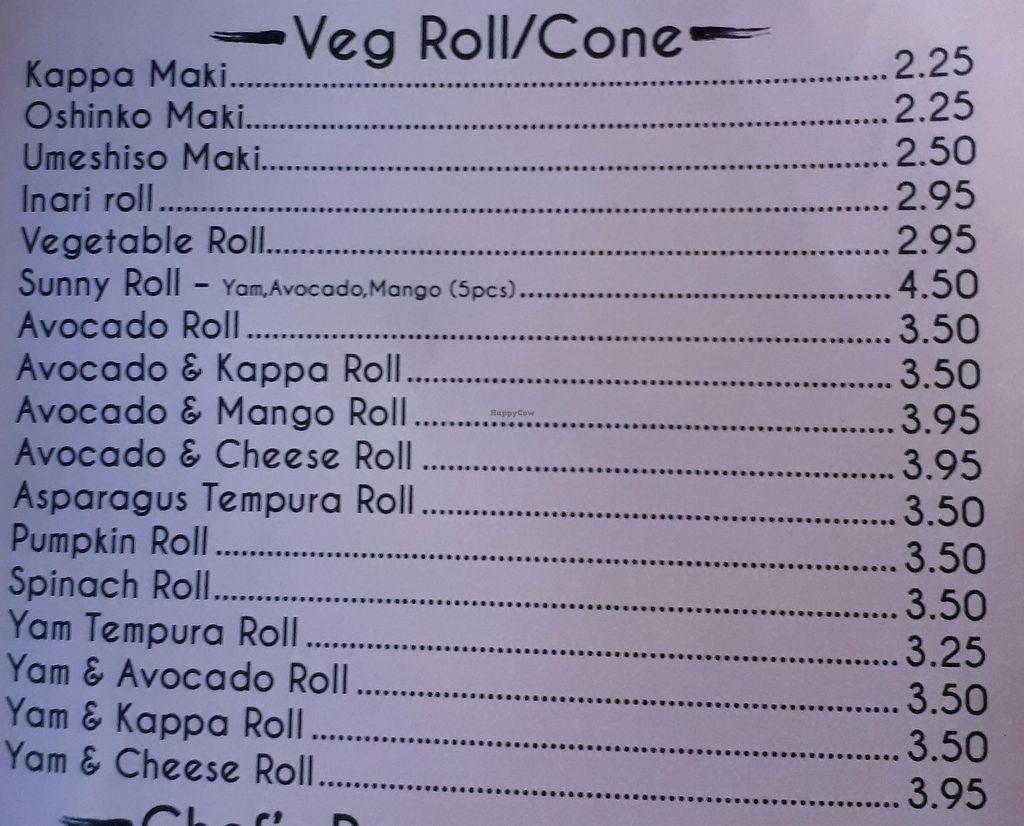 Veg Roll/Cone
Kappa Maki 2.25
Oshinko Maki 2.25
Umeshiso Maki 2.50
Inari roll 2.95
Vegetable Roll 2.95
Sunny Roll - Yam,Avocado,Mango (5pcs) 4.50
Avocado Roll 3.50
Avocado & Kappa Roll 3.50
Avocado & Mango Roll 3.95
Avocado & Cheese Roll 3.95
Asparagus Tempura Roll 3.50
Pumpkin Roll 3.50
Spinach Roll 3.50
Yam Tempura Roll 3.25
Yam & Avocado Roll 3.50
Yam & Kappa Roll 3.50
Yam & Cheese Roll 3.95
HappyCow